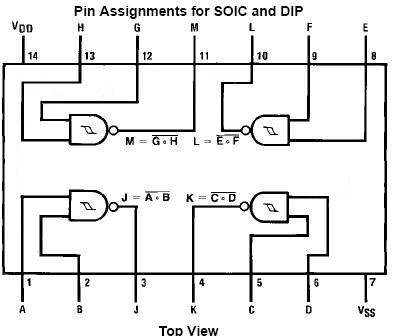 Pin Assignments for SOIC and DIP
VDD H G M L F E
14 13 12 11 10 9 8
M = G∘H L = E∘F
J = A∘B K = C∘D
1 2 3 4 5 6 7
A B J K C D VSS
Top View